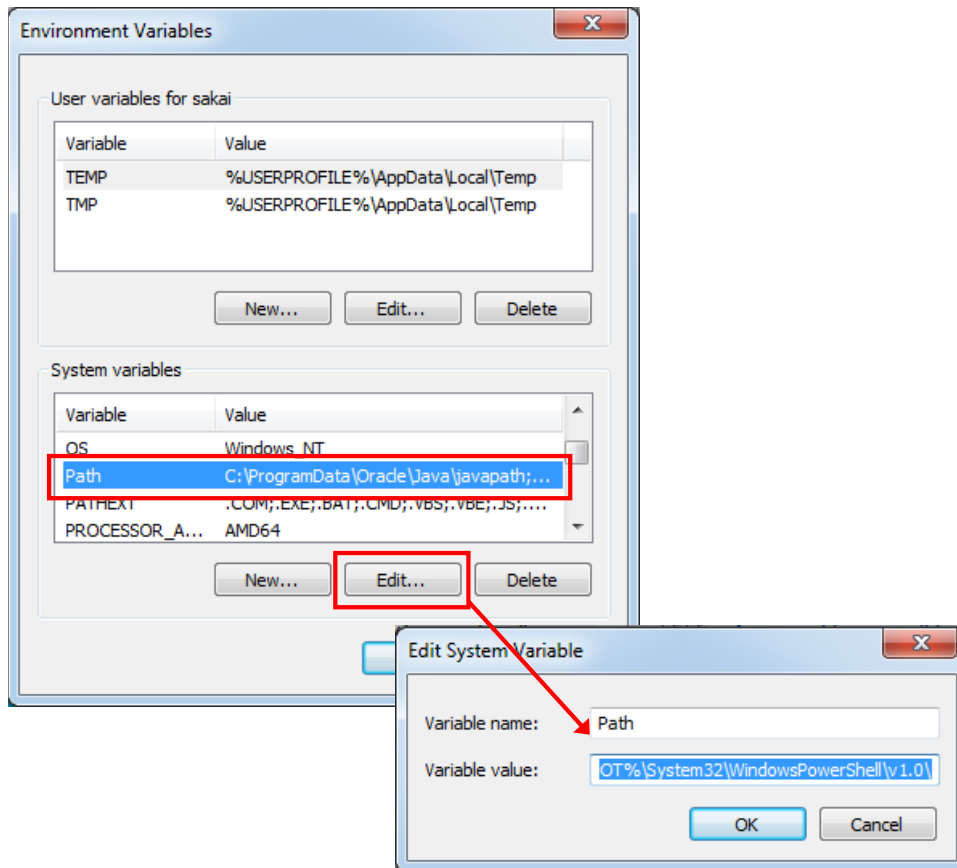 Environment Variables
User variables for sakai
Variable Value
TEMP %USERPROFILE%\AppData\Local\Temp
TMP %USERPROFILE%\AppData\Local\Temp
New... Edit... Delete
System variables
Variable Value
OS Windows_NT
Path C:\ProgramData\Oracle\Java\javapath;...
PATHEXT .COM;.EXE;.BAT;.CMD;.VBS;.VBE;.JS;....
PROCESSOR_A... AMD64
New... Edit... Delete
Edit System Variable
Variable name: Path
Variable value: OT%\System32\WindowsPowerShell\v1.0\
OK Cancel